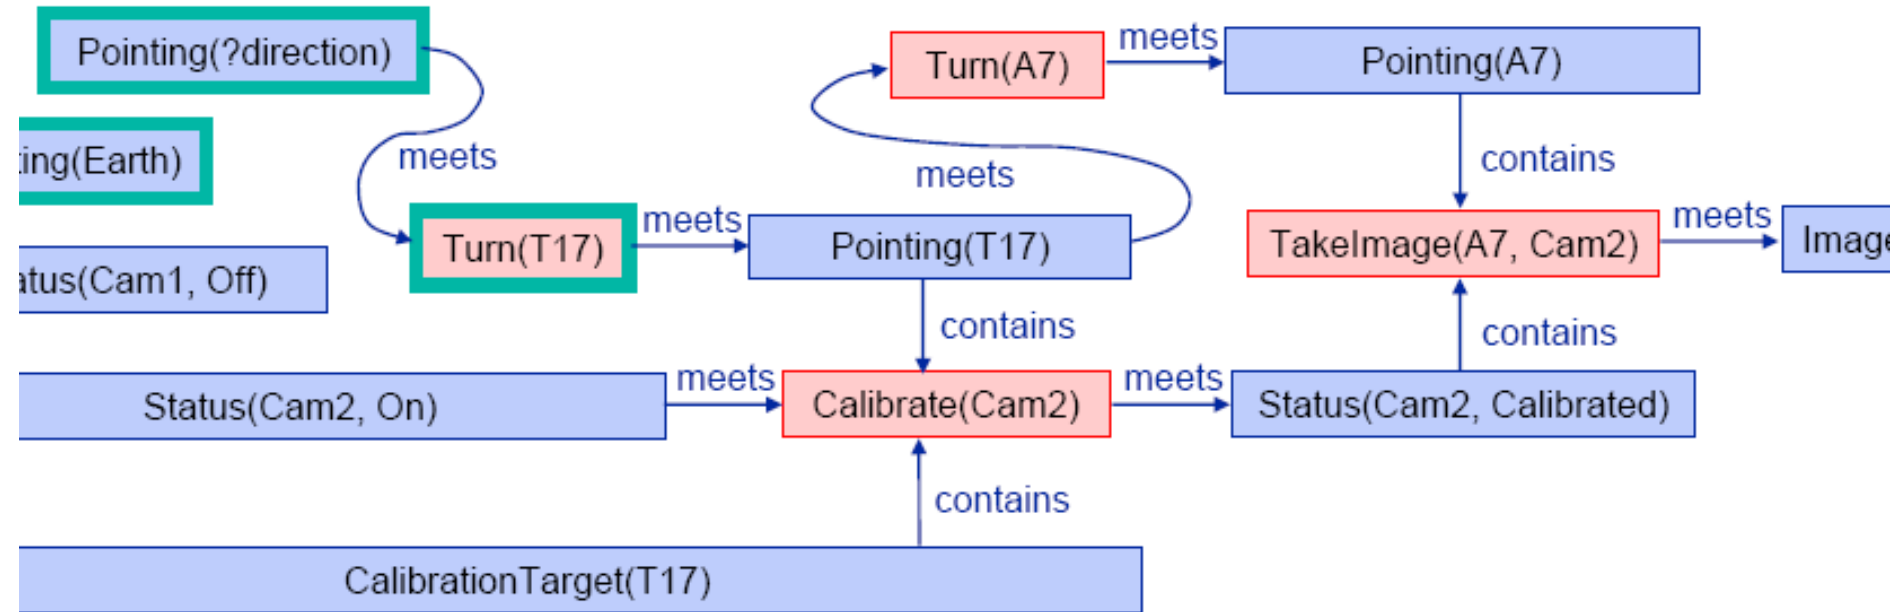 Pointing(?direction)
meets
Turn(A7)
meets
Pointing(A7)
ting(Earth)
meets
contains
Turn(T17)
meets
Pointing(T17)
TakeImage(A7, Cam2)
meets
Image
atus(Cam1, Off)
contains
contains
Status(Cam2, On)
meets
Calibrate(Cam2)
meets
Status(Cam2, Calibrated)
contains
CalibrationTarget(T17)